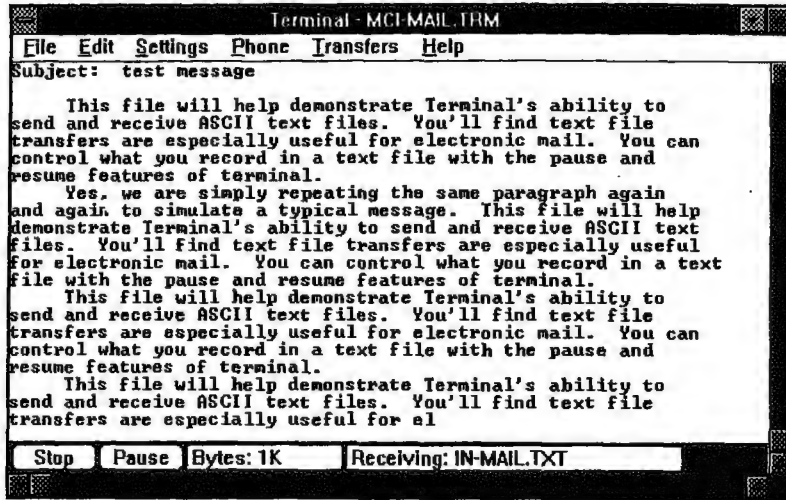 Terminal - MCI-MAIL.TRM
File Edit Settings Phone Transfers Help
Subject: test message
This file will help demonstrate Terminal's ability to
send and receive ASCII text files. You'll find text file
transfers are especially useful for electronic mail. You can
control what you record in a text file with the pause and
resume features of terminal.
Yes, we are simply repeating the same paragraph again
and again to simulate a typical message. This file will help
demonstrate Terminal's ability to send and receive ASCII text
files. You'll find text file transfers are especially useful
for electronic mail. You can control what you record in a text
file with the pause and resume features of terminal.
This file will help demonstrate Terminal's ability to
send and receive ASCII text files. You'll find text file
transfers are especially useful for electronic mail. You can
control what you record in a text file with the pause and
resume features of terminal.
This file will help demonstrate Terminal's ability to
send and receive ASCII text files. You'll find text file
transfers are especially useful for el
Stop Pause Bytes: 1K Receiving: IN-MAIL.TXT